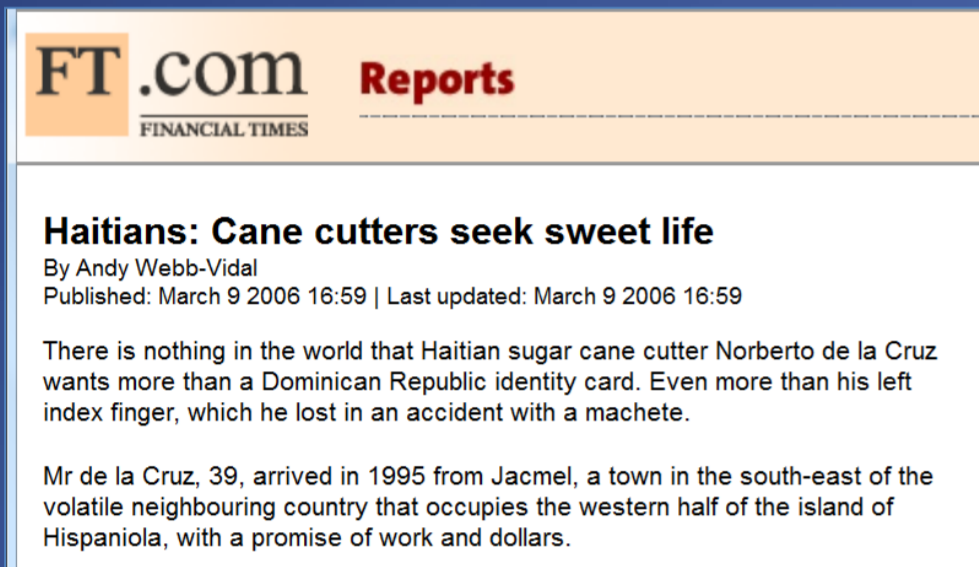 FT.com Reports
FINANCIAL TIMES
Haitians: Cane cutters seek sweet life
By Andy Webb-Vidal
Published: March 9 2006 16:59 | Last updated: March 9 2006 16:59
There is nothing in the world that Haitian sugar cane cutter Norberto de la Cruz
wants more than a Dominican Republic identity card. Even more than his left
index finger, which he lost in an accident with a machete.
Mr de la Cruz, 39, arrived in 1995 from Jacmel, a town in the south-east of the
volatile neighbouring country that occupies the western half of the island of
Hispaniola, with a promise of work and dollars.